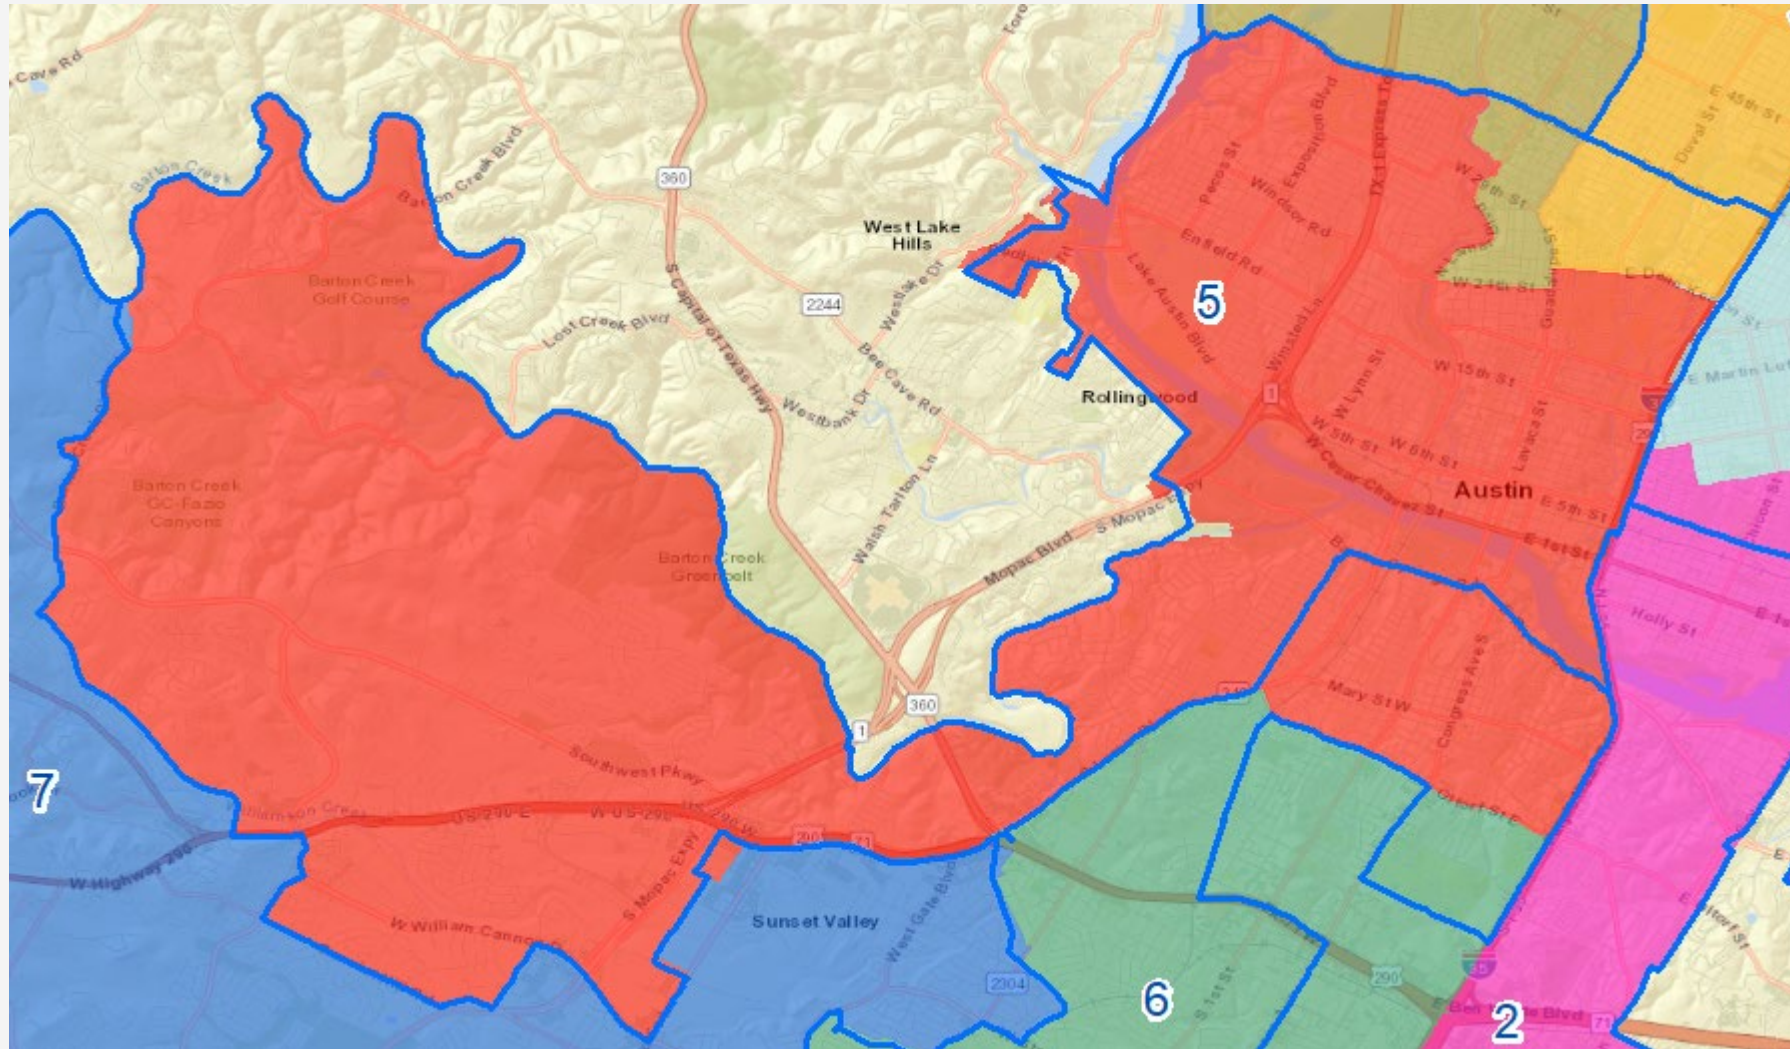 Cave Rd
E 45th St
Duval St
360
Barton Creek
Barton Creek Blvd
Pecos St
Exposition Blvd
Windsor Rd
West Lake
Hills
Enfield Rd
Westlake Dr
Barton Creek
Golf Course
S Capital of Texas Hwy
2244
Lake Austin Blvd
5
W 24th St
Lost Creek Blvd
Bee Cave Rd
Winsted Ln
W Lynn St
W 15th St
Westbank Dr
Rollingwood
1
W 5th St
W 6th St
Lavaca St
Barton Creek
GC-Fazio
Canyons
Walsh Tarlton Ln
Austin
E 5th St
W Cesar Chavez St
Chicon St
S Mopac Expy
Mopac Blvd
E 1st St
Barton Creek
Greenbelt
Holly St
Mary St W
Congress Ave S
360
1
Southwest Pkwy
7
Williamson Creek
US-290-E
W-US-290
290
71
W Highway 290
S Mopac Expy
Sunset Valley
West Gate Blvd
W William Cannon D
2304
6
S 1st St
290
2
71